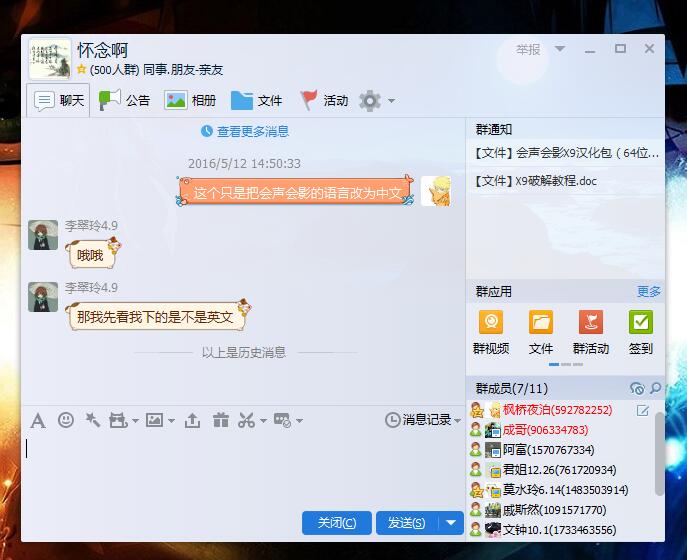 怀念啊
举报
(500人群) 同事.朋友-亲友
聊天
公告
相册
文件
活动
查看更多消息
2016/5/12 14:50:33
这个只是把会声会影的语言改为中文
李翠玲4.9
哦哦
李翠玲4.9
那我先看我下的是不是英文
以上是历史消息
消息记录
关闭(C)
发送(S)
群通知
【文件】会声会影X9汉化包（64位...
【文件】X9破解教程.doc
群应用
更多
群视频
文件
群活动
签到
群成员(7/11)
枫桥夜泊(592782252)
成哥(906334783)
阿富(1570767334)
君姐12.26(761720934)
莫水玲6.14(1483503914)
戚斯然(1091571770)
文钟10.1(1733463556)